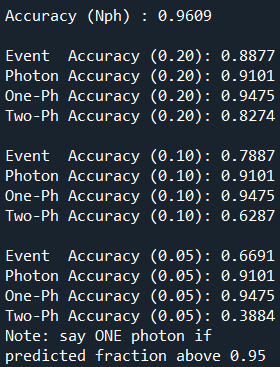 Accuracy (Nph) : 0.9609
Event  Accuracy (0.20): 0.8877
Photon Accuracy (0.20): 0.9101
One-Ph Accuracy (0.20): 0.9475
Two-Ph Accuracy (0.20): 0.8274
Event  Accuracy (0.10): 0.7887
Photon Accuracy (0.10): 0.9101
One-Ph Accuracy (0.10): 0.9475
Two-Ph Accuracy (0.10): 0.6287
Event  Accuracy (0.05): 0.6691
Photon Accuracy (0.05): 0.9101
One-Ph Accuracy (0.05): 0.9475
Two-Ph Accuracy (0.05): 0.3884
Note: say ONE photon if
predicted fraction above 0.95